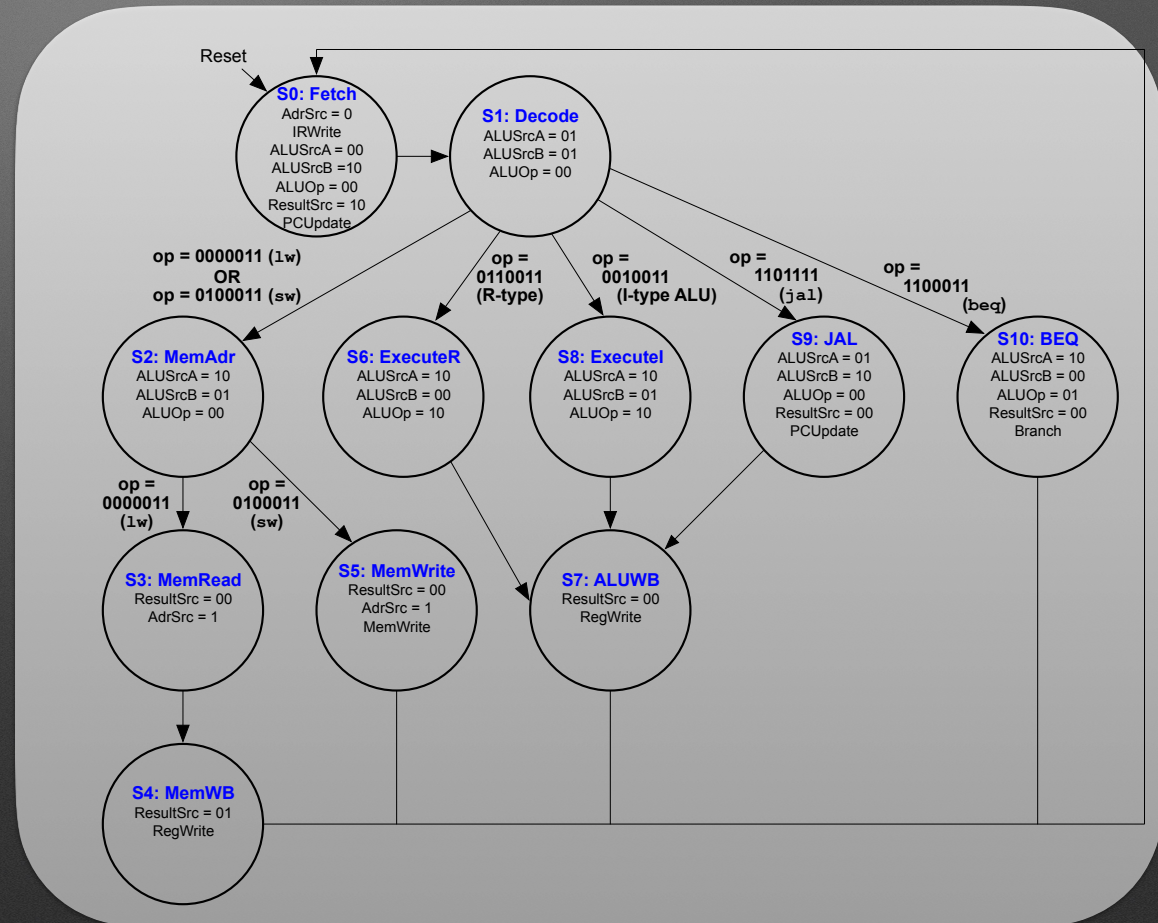 Reset
S0: Fetch
AdrSrc = 0
IRWrite
ALUSrcA = 00
ALUSrcB =10
ALUOp = 00
ResultSrc = 10
PCUpdate
S1: Decode
ALUSrcA = 01
ALUSrcB = 01
ALUOp = 00
op = 0000011 (lw)
OR
op = 0100011 (sw)
op =
0110011
(R-type)
op =
0010011
(I-type ALU)
op =
1101111
(jal)
op =
1100011
(beq)
S2: MemAdr
ALUSrcA = 10
ALUSrcB = 01
ALUOp = 00
S6: ExecuteR
ALUSrcA = 10
ALUSrcB = 00
ALUOp = 10
S8: ExecuteI
ALUSrcA = 10
ALUSrcB = 01
ALUOp = 10
S9: JAL
ALUSrcA = 01
ALUSrcB = 10
ALUOp = 00
ResultSrc = 00
PCUpdate
S10: BEQ
ALUSrcA = 10
ALUSrcB = 00
ALUOp = 01
ResultSrc = 00
Branch
op =
0000011
(lw)
op =
0100011
(sw)
S3: MemRead
ResultSrc = 00
AdrSrc = 1
S5: MemWrite
ResultSrc = 00
AdrSrc = 1
MemWrite
S7: ALUWB
ResultSrc = 00
RegWrite
S4: MemWB
ResultSrc = 01
RegWrite